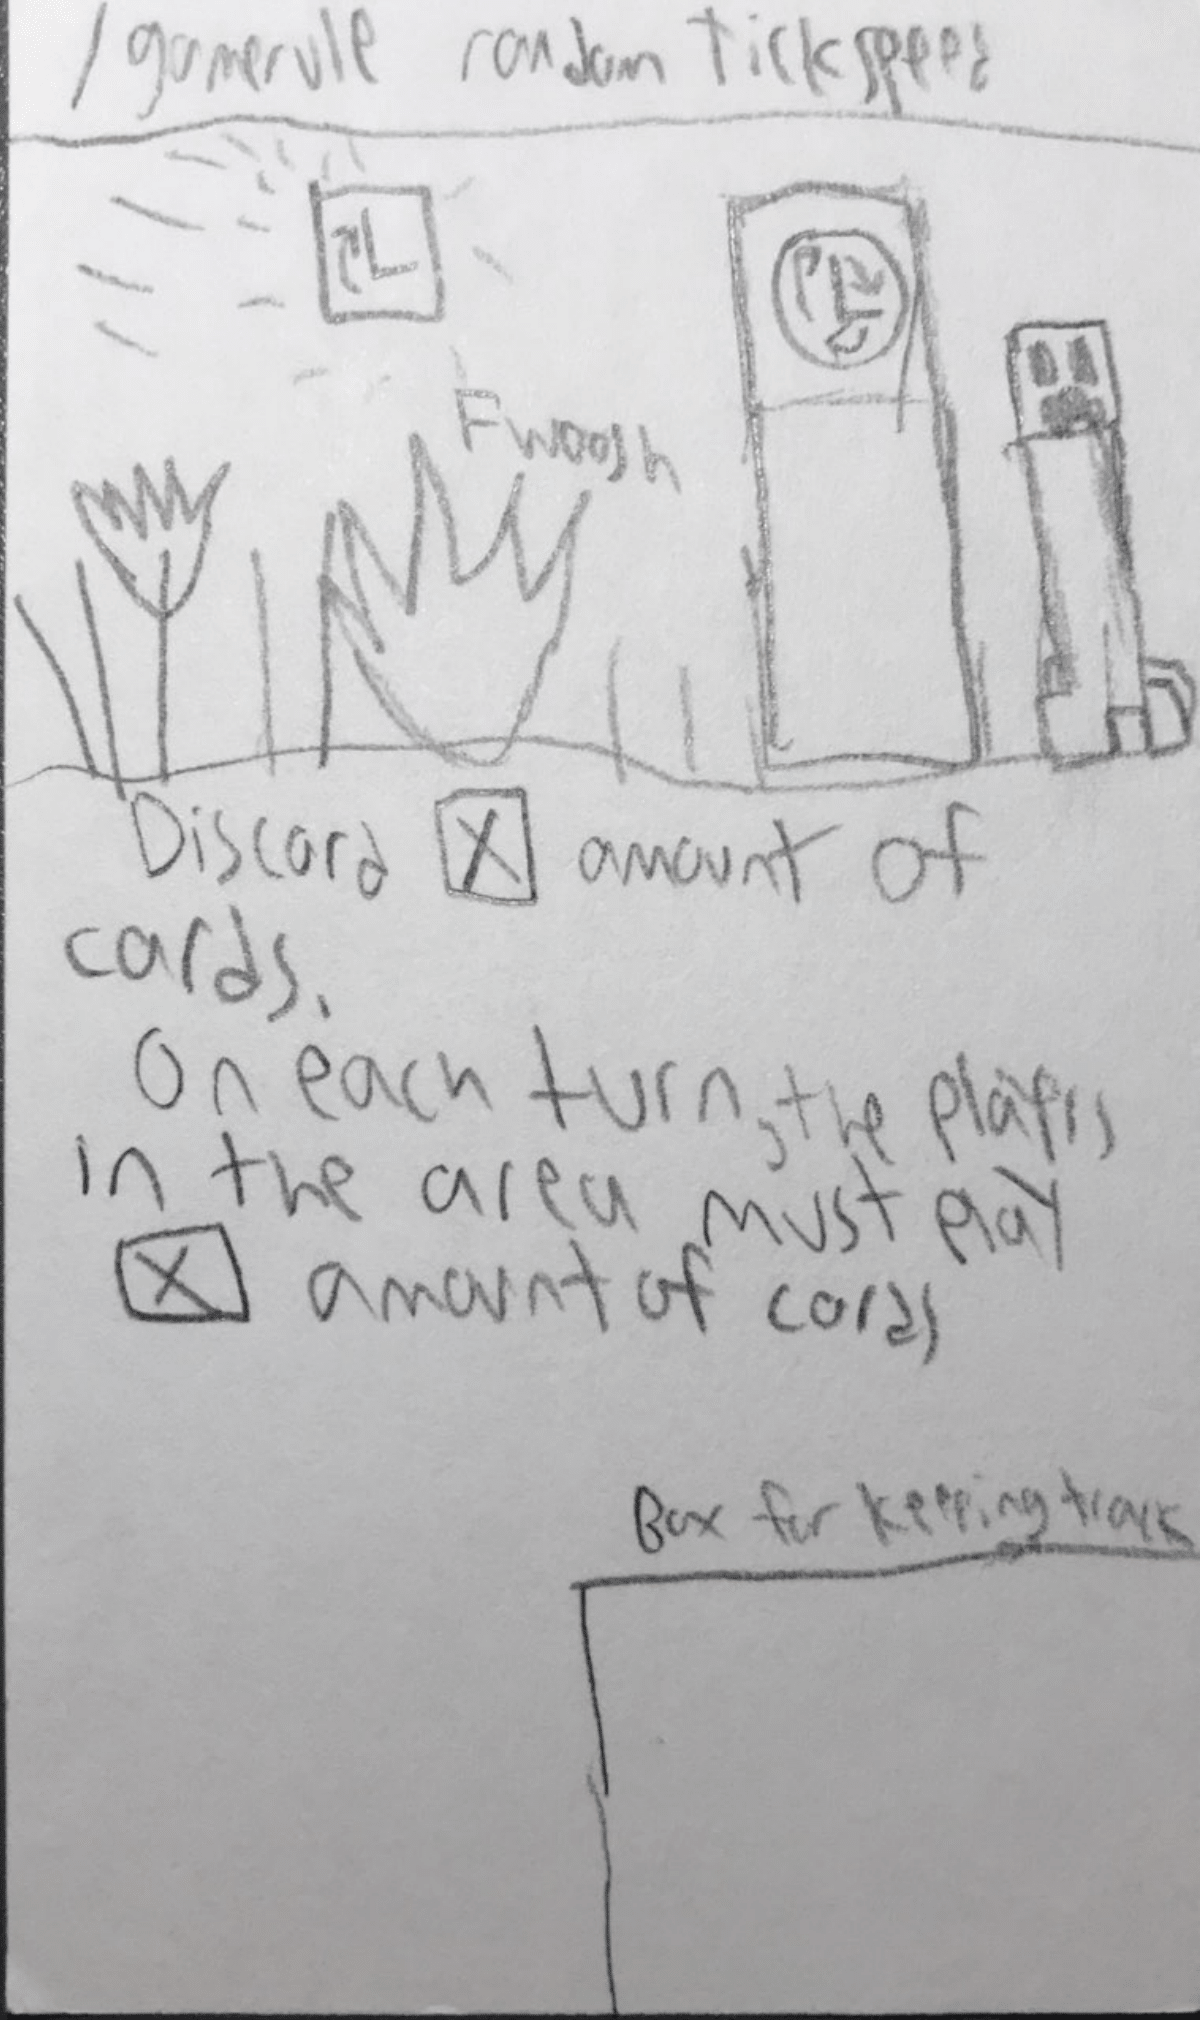 /gamerule random Tickspeed
Fwoosh
Discard X amount of
cards.
On each turn, the players
in the area must play
X amount of cards
Box for keeping track